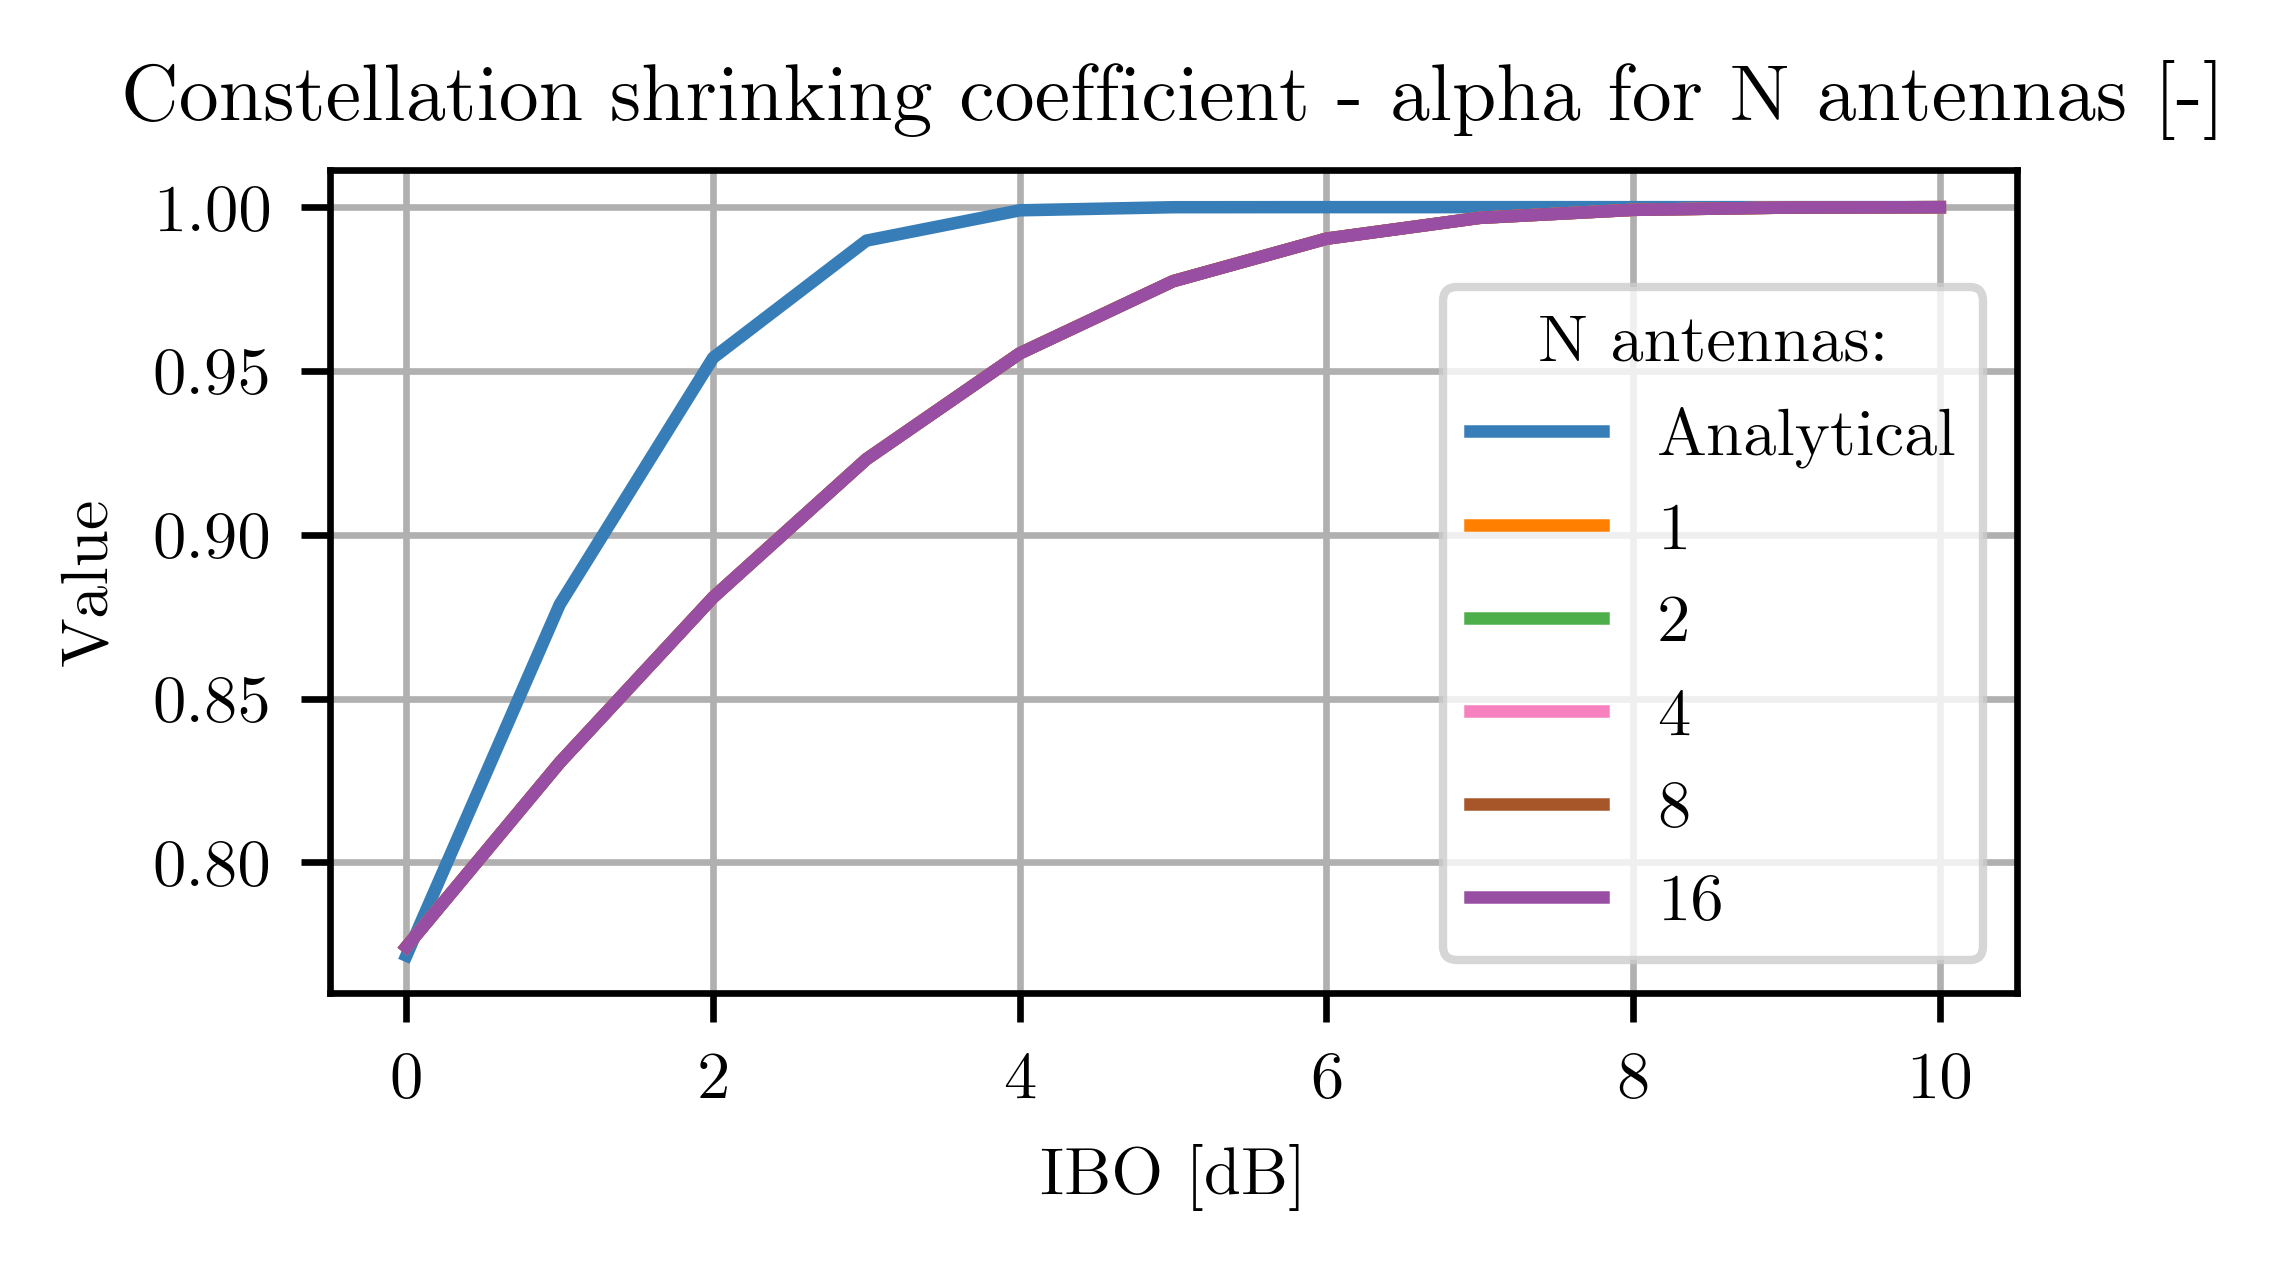 Constellation shrinking coefficient - alpha for N antennas [-]
1.00
0.95
0.90
0.85
0.80
Value
N antennas:
Analytical
1
2
4
8
16
0 2 4 6 8 10
IBO [dB]